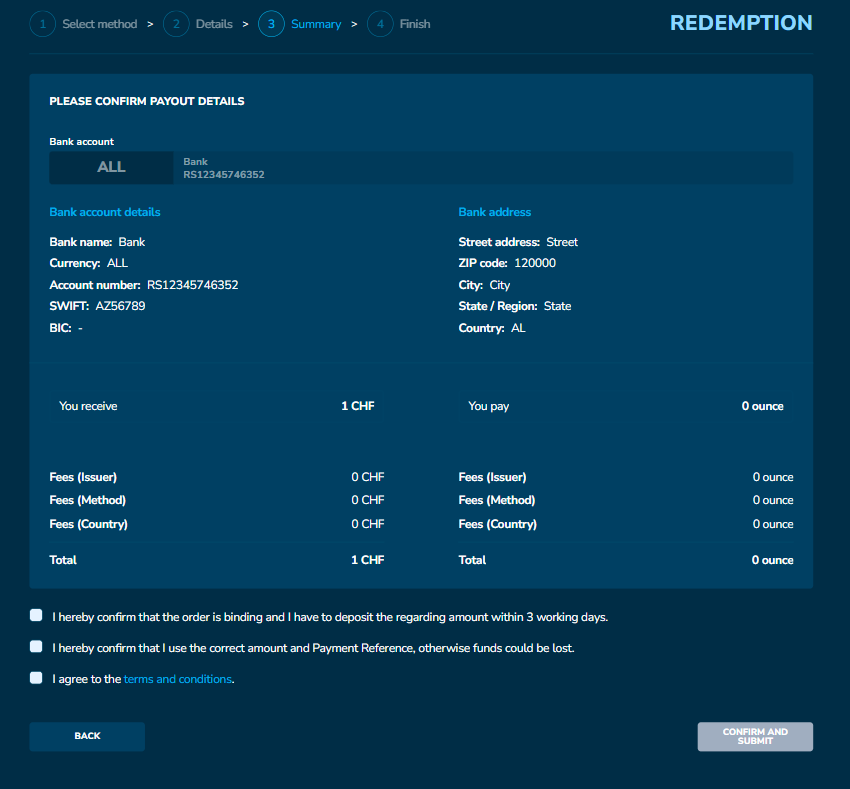 1 Select method > 2 Details > 3 Summary > 4 Finish
REDEMPTION
PLEASE CONFIRM PAYOUT DETAILS
Bank account
ALL
Bank
RS12345746352
Bank account details
Bank name: Bank
Currency: ALL
Account number: RS12345746352
SWIFT: AZ56789
BIC: -
Bank address
Street address: Street
ZIP code: 120000
City: City
State / Region: State
Country: AL
You receive 1 CHF
You pay 0 ounce
Fees (Issuer) 0 CHF
Fees (Method) 0 CHF
Fees (Country) 0 CHF
Total 1 CHF
Fees (Issuer) 0 ounce
Fees (Method) 0 ounce
Fees (Country) 0 ounce
Total 0 ounce
I hereby confirm that the order is binding and I have to deposit the regarding amount within 3 working days.
I hereby confirm that I use the correct amount and Payment Reference, otherwise funds could be lost.
I agree to the terms and conditions.
BACK
CONFIRM AND
SUBMIT